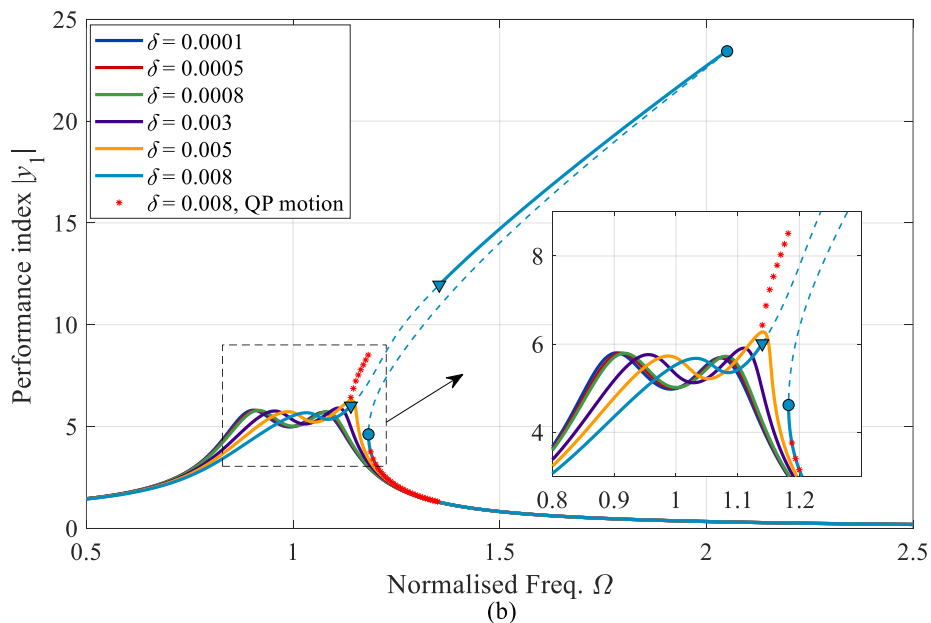 25
20
15
10
5
0
Performance index |y₁|
δ = 0.0001
δ = 0.0005
δ = 0.0008
δ = 0.003
δ = 0.005
δ = 0.008
δ = 0.008, QP motion
8
6
4
0.8 0.9 1 1.1 1.2
0.5 1 1.5 2 2.5
Normalised Freq. Ω
(b)